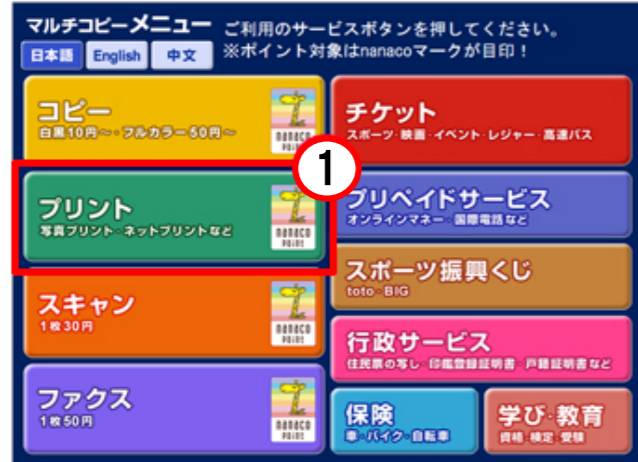 マルチコピーメニュー
ご利用のサービスボタンを押してください。
日本語 English 中文
※ポイント対象はnanacoマークが目印！
コピー
白黒10円〜・フルカラー50円〜
nanaco
POINT
チケット
スポーツ・映画・イベント・レジャー・高速バス
1
プリント
写真プリント・ネットプリントなど
nanaco
POINT
プリペイドサービス
オンラインマネー・国際電話など
スポーツ振興くじ
toto・BIG
スキャン
1枚30円
nanaco
POINT
行政サービス
住民票の写し・印鑑登録証明書・戸籍証明書など
ファクス
1枚50円
nanaco
POINT
保険
車・バイク・自転車
学び・教育
資格・検定・受験